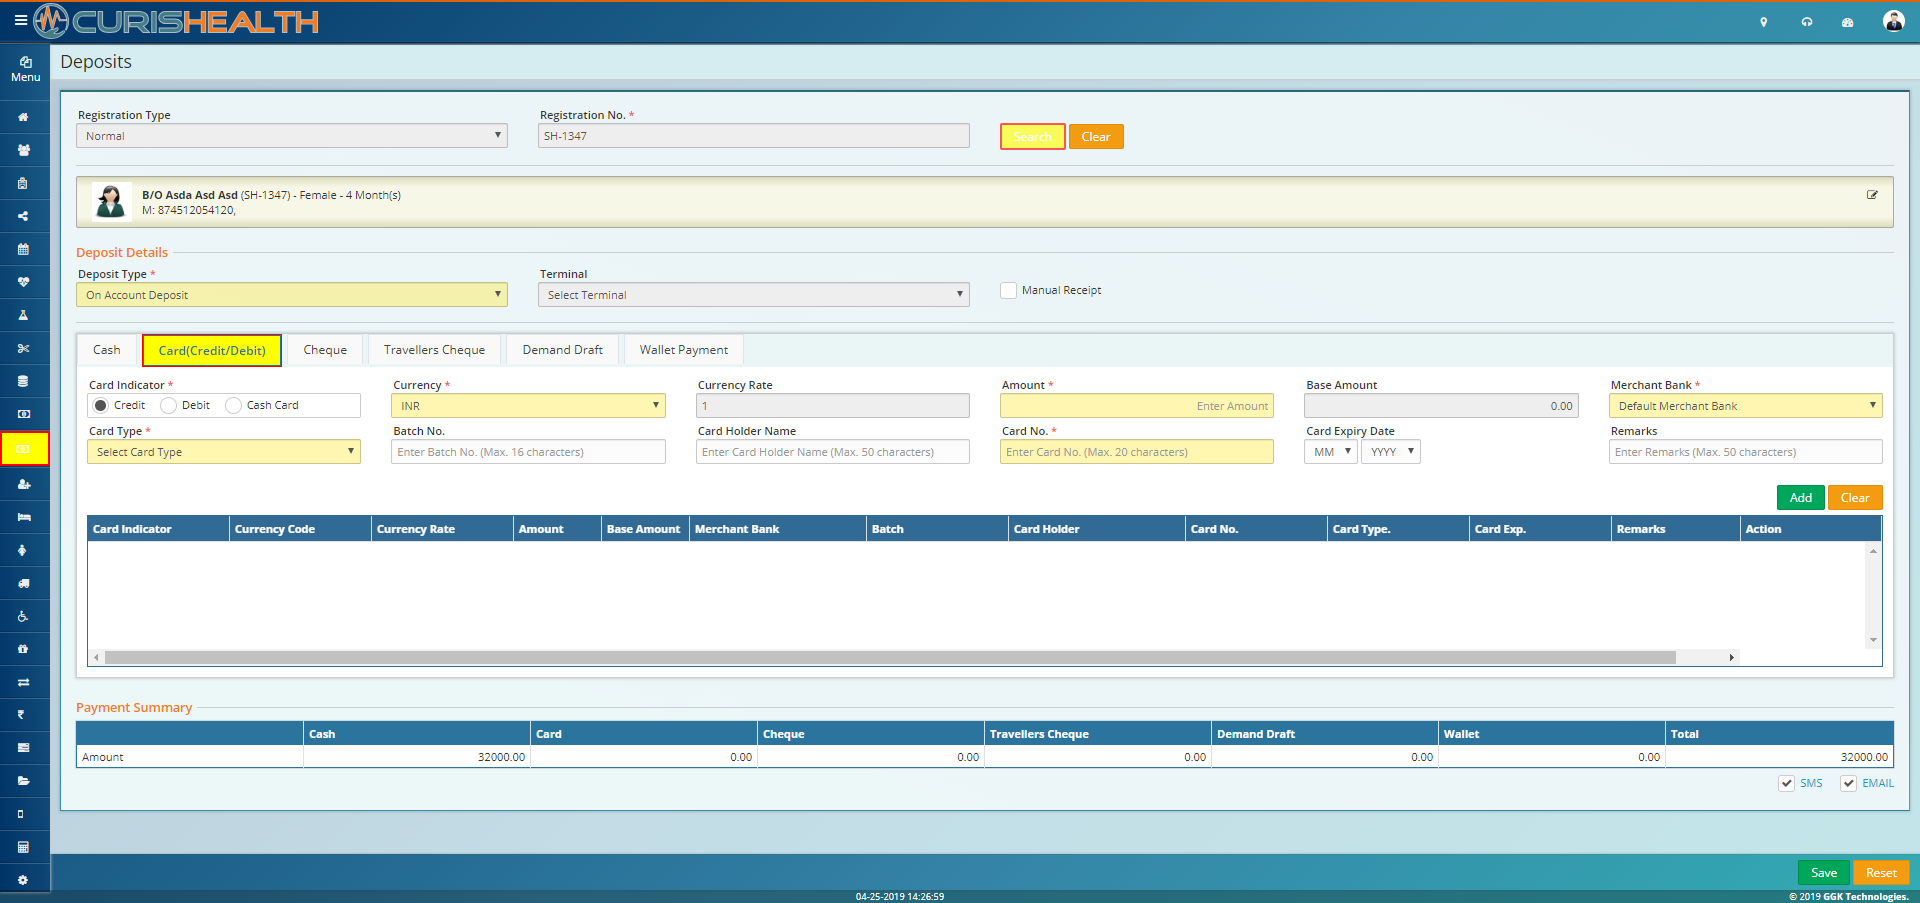 CURISHEALTH
Menu
Deposits
Registration Type
Registration No. *
Normal
SH-1347
Search
Clear
B/O Asda Asd Asd (SH-1347) - Female - 4 Month(s)
M: 874512054120,
Deposit Details
Deposit Type *
Terminal
On Account Deposit
Select Terminal
Manual Receipt
Cash
Card(Credit/Debit)
Cheque
Travellers Cheque
Demand Draft
Wallet Payment
Card Indicator *
Currency *
Currency Rate
Amount *
Base Amount
Merchant Bank *
Credit
Debit
Cash Card
INR
1
Enter Amount
0.00
Default Merchant Bank
Card Type *
Batch No.
Card Holder Name
Card No. *
Card Expiry Date
Remarks
Select Card Type
Enter Batch No. (Max. 16 characters)
Enter Card Holder Name (Max. 50 characters)
Enter Card No. (Max. 20 characters)
MM
YYYY
Enter Remarks (Max. 50 characters)
Add
Clear
Card Indicator
Currency Code
Currency Rate
Amount
Base Amount
Merchant Bank
Batch
Card Holder
Card No.
Card Type.
Card Exp.
Remarks
Action
Payment Summary
Cash
Card
Cheque
Travellers Cheque
Demand Draft
Wallet
Total
Amount
32000.00
0.00
0.00
0.00
0.00
0.00
32000.00
SMS
EMAIL
Save
Reset
04-25-2019 14:26:59
© 2019 GGK Technologies.